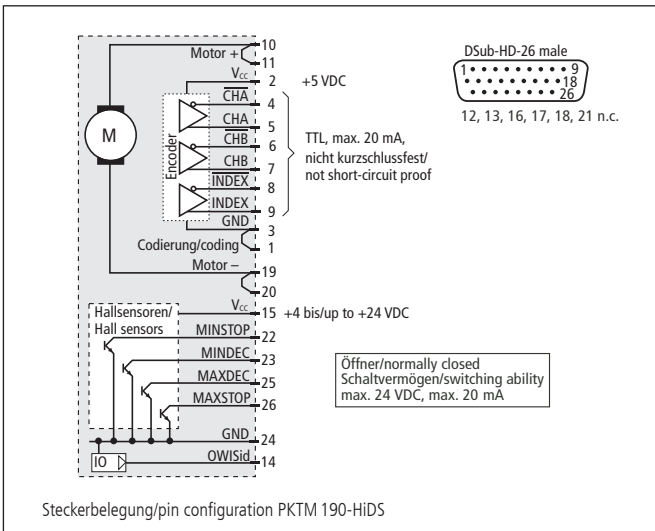 Motor + 10
11
VCC 2 +5 VDC
C̅H̅A̅ 4
CHA 5
C̅H̅B̅ 6
CHB 7
I̅N̅D̅E̅X̅ 8
INDEX 9
GND 3
Codierung/coding 1
Motor – 19
20
M
Encoder
TTL, max. 20 mA,
nicht kurzschlussfest/
not short-circuit proof
DSub-HD-26 male
1 9
18
26
12, 13, 16, 17, 18, 21 n.c.
Hallsensoren/
Hall sensors
VCC 15 +4 bis/up to +24 VDC
MINSTOP 22
MINDEC 23
MAXDEC 25
MAXSTOP 26
GND 24
IO OWISid 14
Öffner/normally closed
Schaltvermögen/switching ability
max. 24 VDC, max. 20 mA
Steckerbelegung/pin configuration PKTM 190-HiDS